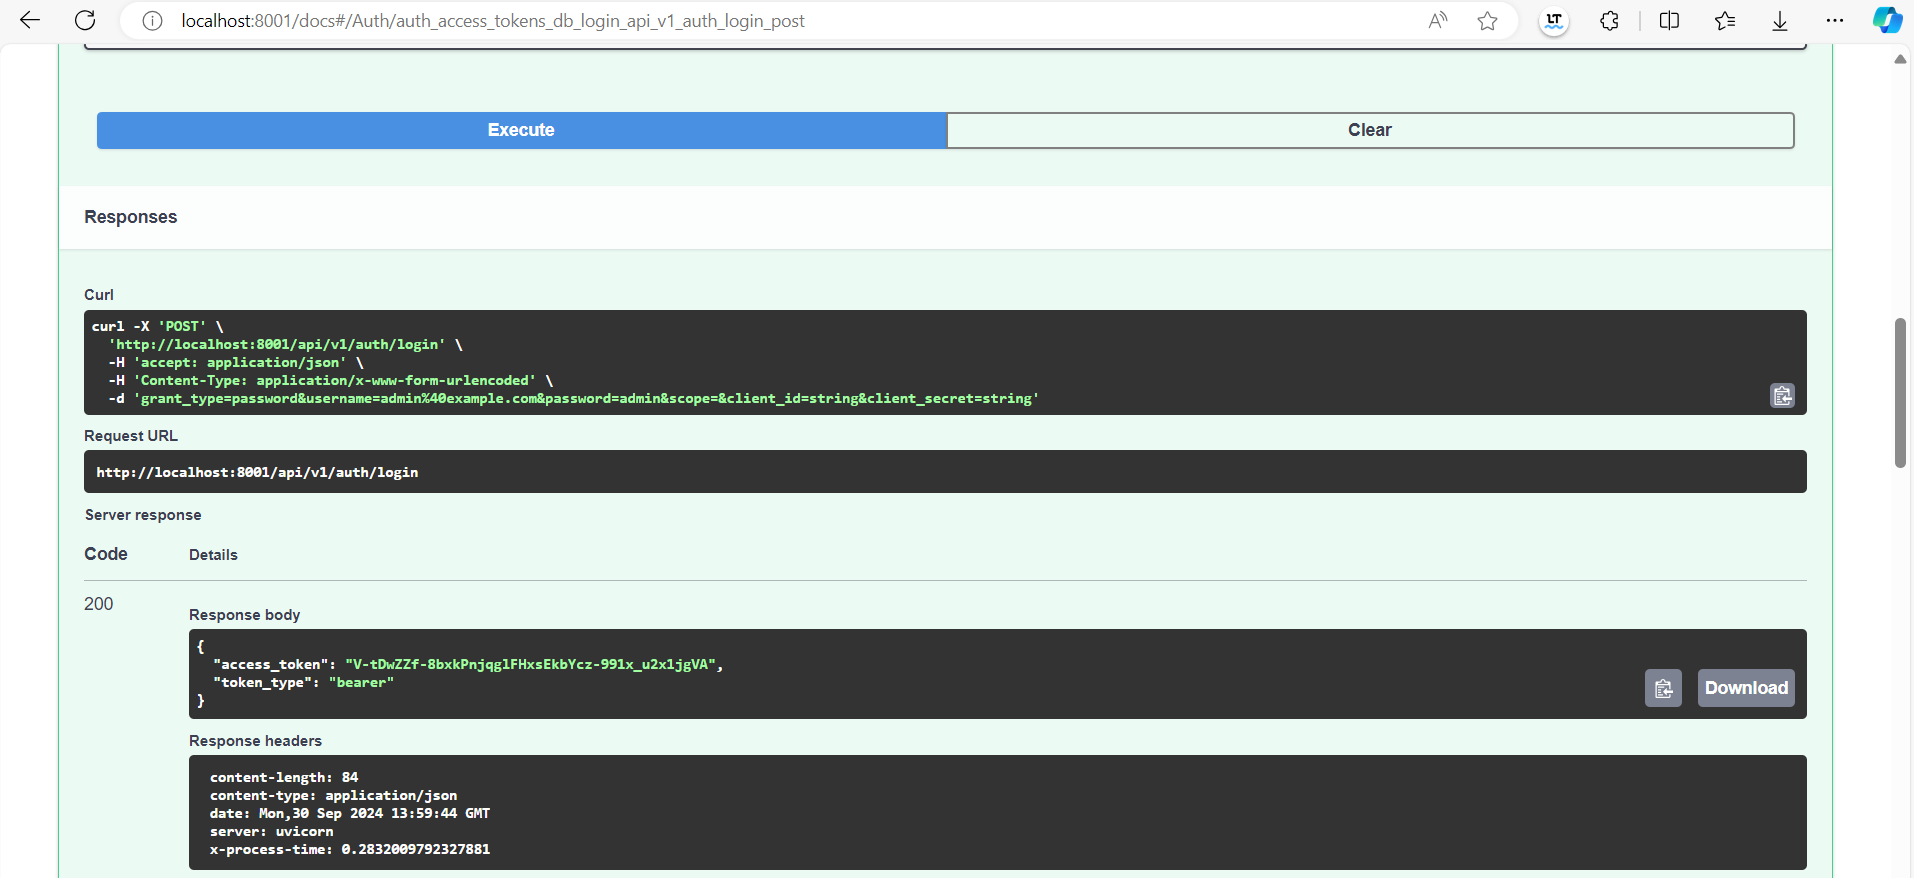 localhost:8001/docs#/Auth/auth_access_tokens_db_login_api_v1_auth_login_post
LT
Execute
Clear
Responses
Curl
curl -X 'POST' \
'http://localhost:8001/api/v1/auth/login' \
-H 'accept: application/json' \
-H 'Content-Type: application/x-www-form-urlencoded' \
-d 'grant_type=password&username=admin%40example.com&password=admin&scope=&client_id=string&client_secret=string'
Request URL
http://localhost:8001/api/v1/auth/login
Server response
Code Details
200
Response body
{
"access_token": "V-tDwZZf-8bxkPnjqglFHxsEkbYcz-991x_u2xljgVA",
"token_type": "bearer"
}
Download
Response headers
content-length: 84
content-type: application/json
date: Mon,30 Sep 2024 13:59:44 GMT
server: uvicorn
x-process-time: 0.2832009792327881